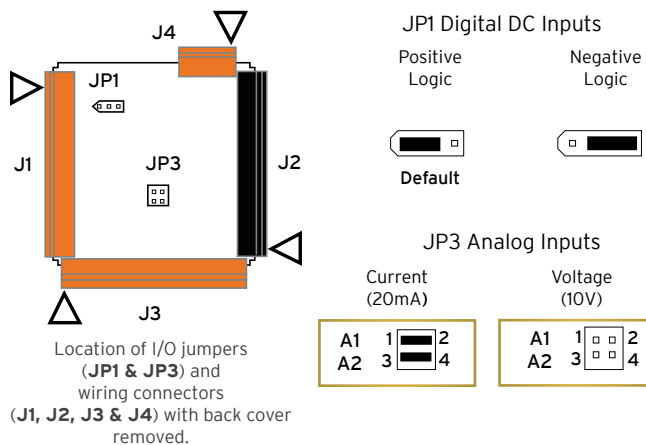 J4
JP1
J1
JP3
J2
J3
Location of I/O jumpers
(JP1 & JP3) and
wiring connectors
(J1, J2, J3 & J4) with back cover
removed.
JP1 Digital DC Inputs
Positive
Logic
Negative
Logic
Default
JP3 Analog Inputs
Current
(20mA)
Voltage
(10V)
A1 1 2
A2 3 4
A1 1 2
A2 3 4